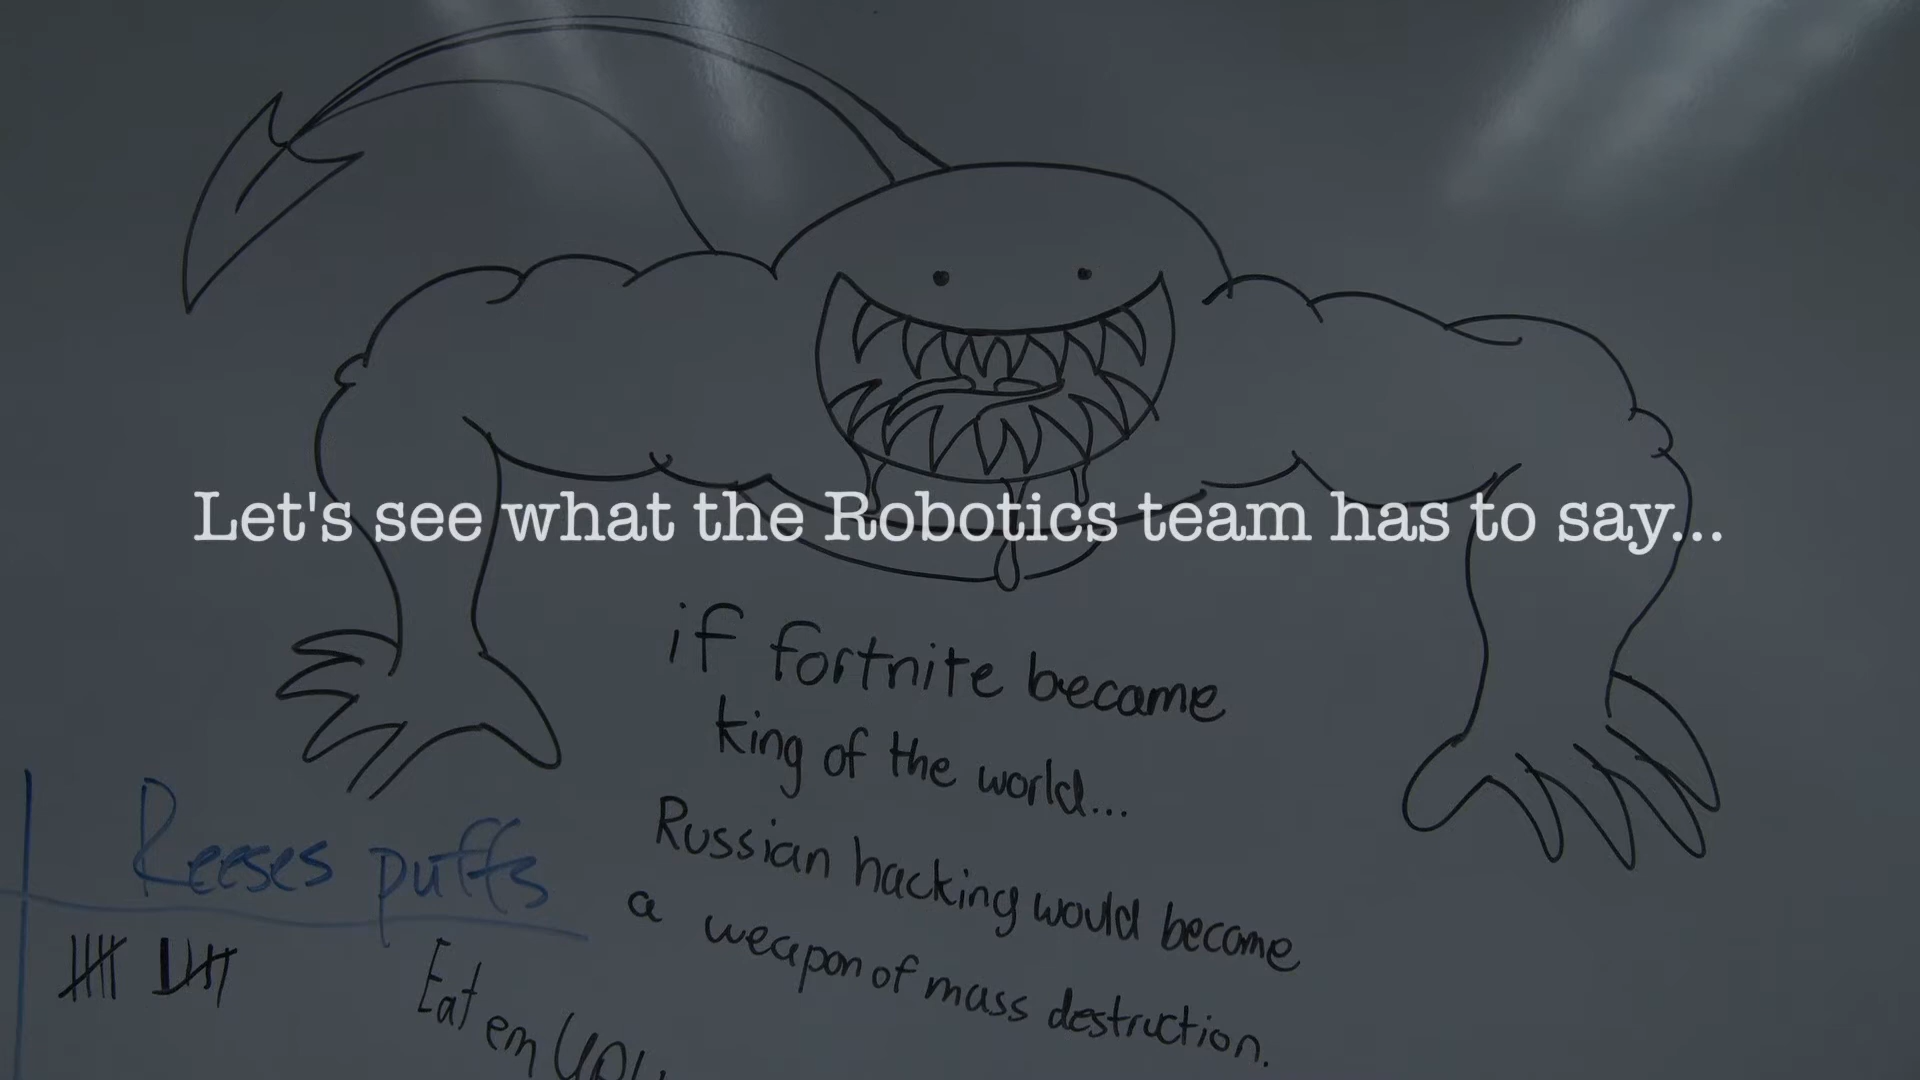 Let's see what the Robotics team has to say...
if fortnite became
king of the world...
Russian hacking would become
a weapon of mass destruction.
Reeses puffs
Eat em